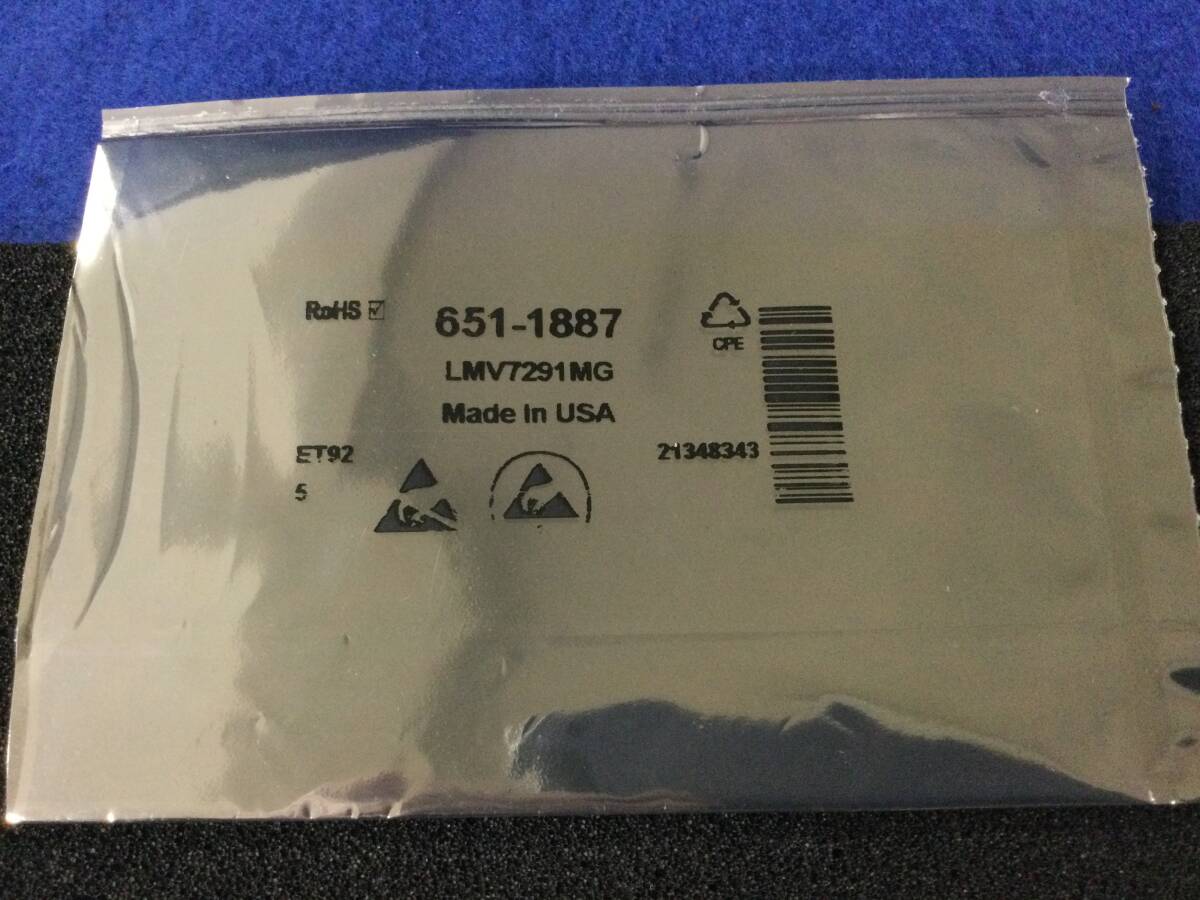 RoHS
651-1887
CPE
LMV7291MG
Made in USA
ET92
21348343
5